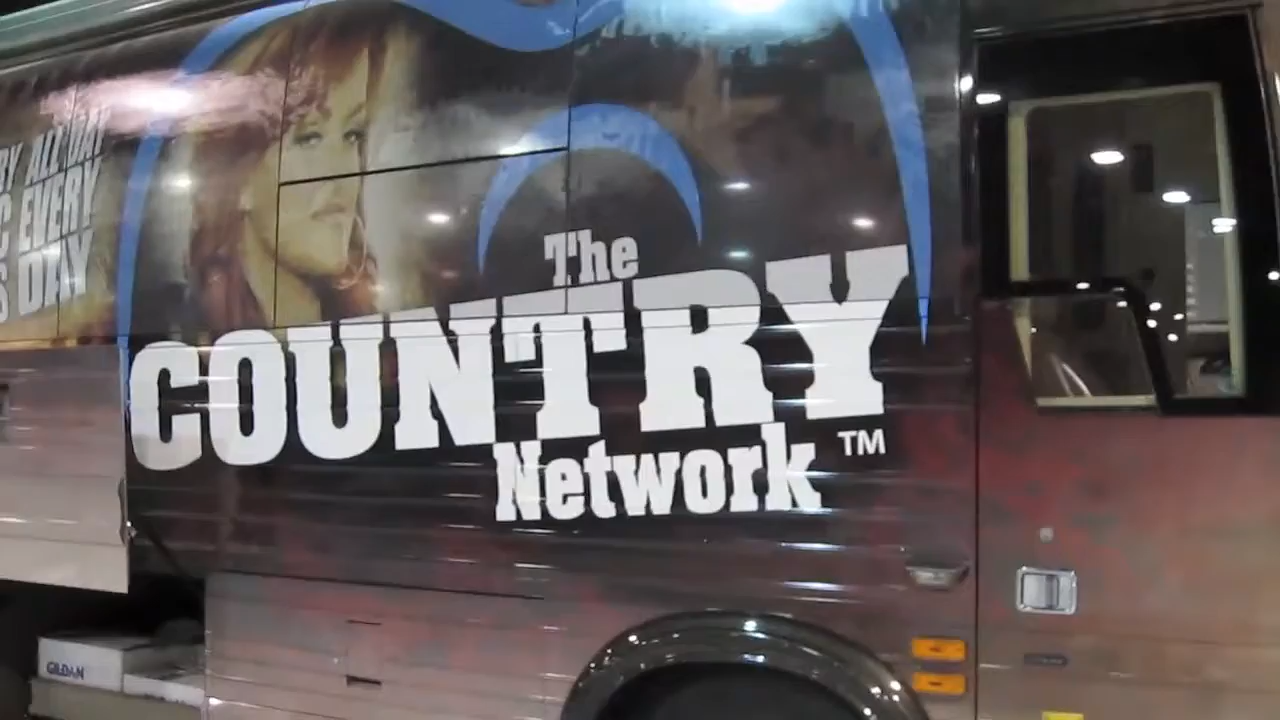 ALL DAY
EVERY
DAY
The
COUNTRY
Network
TM
GILDAN